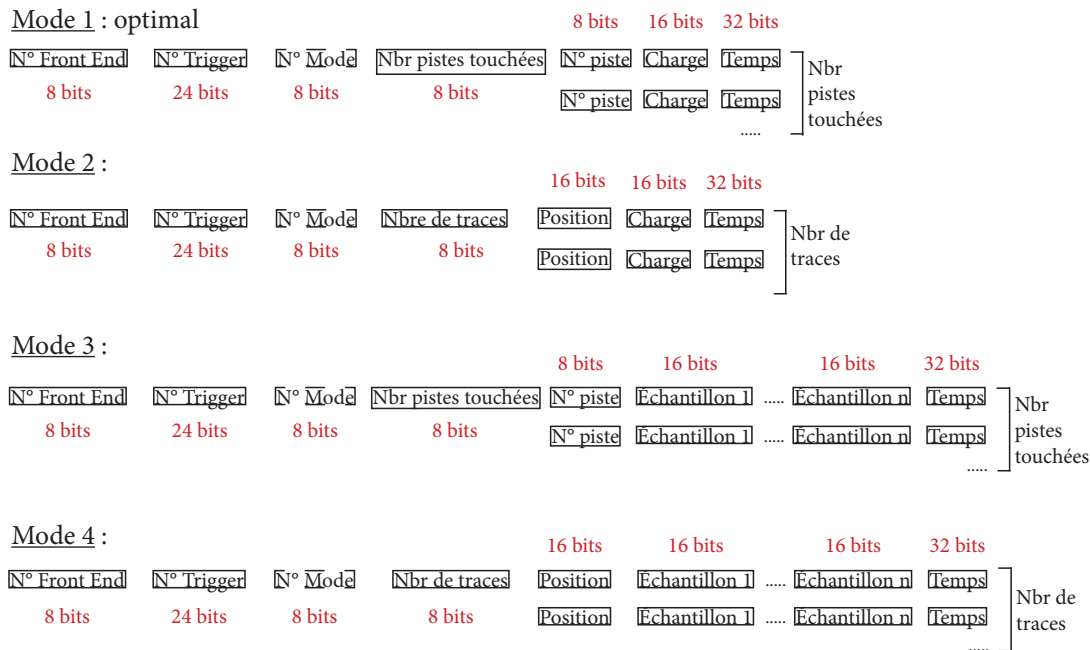 Mode 1 : optimal
8 bits 16 bits 32 bits
N° Front End N° Trigger N° Mode Nbr pistes touchées N° piste Charge Temps
8 bits 24 bits 8 bits 8 bits
N° piste Charge Temps
.....
Nbr
pistes
touchées
Mode 2 :
16 bits 16 bits 32 bits
N° Front End N° Trigger N° Mode Nbre de traces Position Charge Temps
8 bits 24 bits 8 bits 8 bits
Position Charge Temps
Nbr de
traces
Mode 3 :
8 bits 16 bits 16 bits 32 bits
N° Front End N° Trigger N° Mode Nbr pistes touchées N° piste Échantillon 1 ..... Échantillon n Temps
8 bits 24 bits 8 bits 8 bits
N° piste Échantillon 1 ..... Échantillon n Temps
.....
Nbr
pistes
touchées
Mode 4 :
16 bits 16 bits 16 bits 32 bits
N° Front End N° Trigger N° Mode Nbr de traces Position Échantillon 1 ..... Échantillon n Temps
8 bits 24 bits 8 bits 8 bits
Position Échantillon 1 ..... Échantillon n Temps
.....
Nbr de
traces